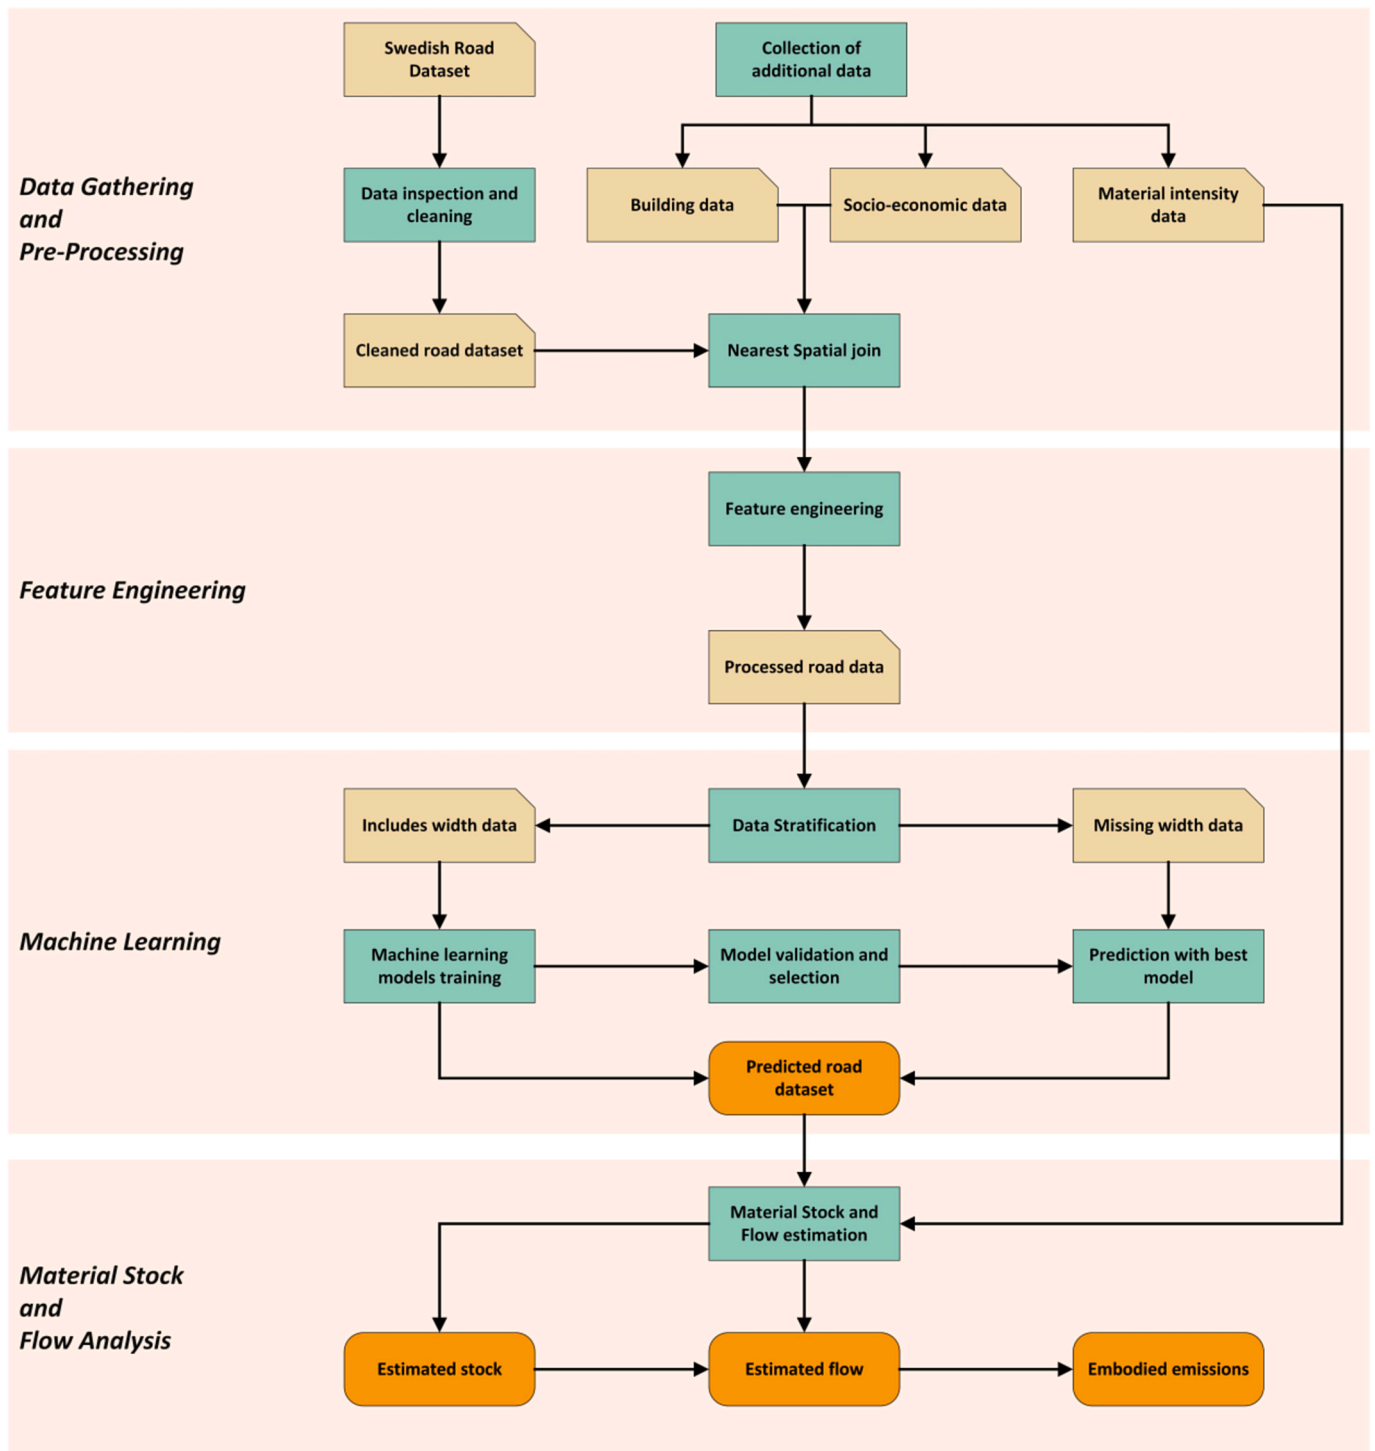 Swedish Road
Dataset
Collection of
additional data
Data Gathering
and
Pre-Processing
Data inspection and
cleaning
Building data
Socio-economic data
Material intensity
data
Cleaned road dataset
Nearest Spatial join
Feature Engineering
Feature engineering
Processed road data
Machine Learning
Includes width data
Data Stratification
Missing width data
Machine learning
models training
Model validation and
selection
Prediction with best
model
Predicted road
dataset
Material Stock
and
Flow Analysis
Material Stock and
Flow estimation
Estimated stock
Estimated flow
Embodied emissions